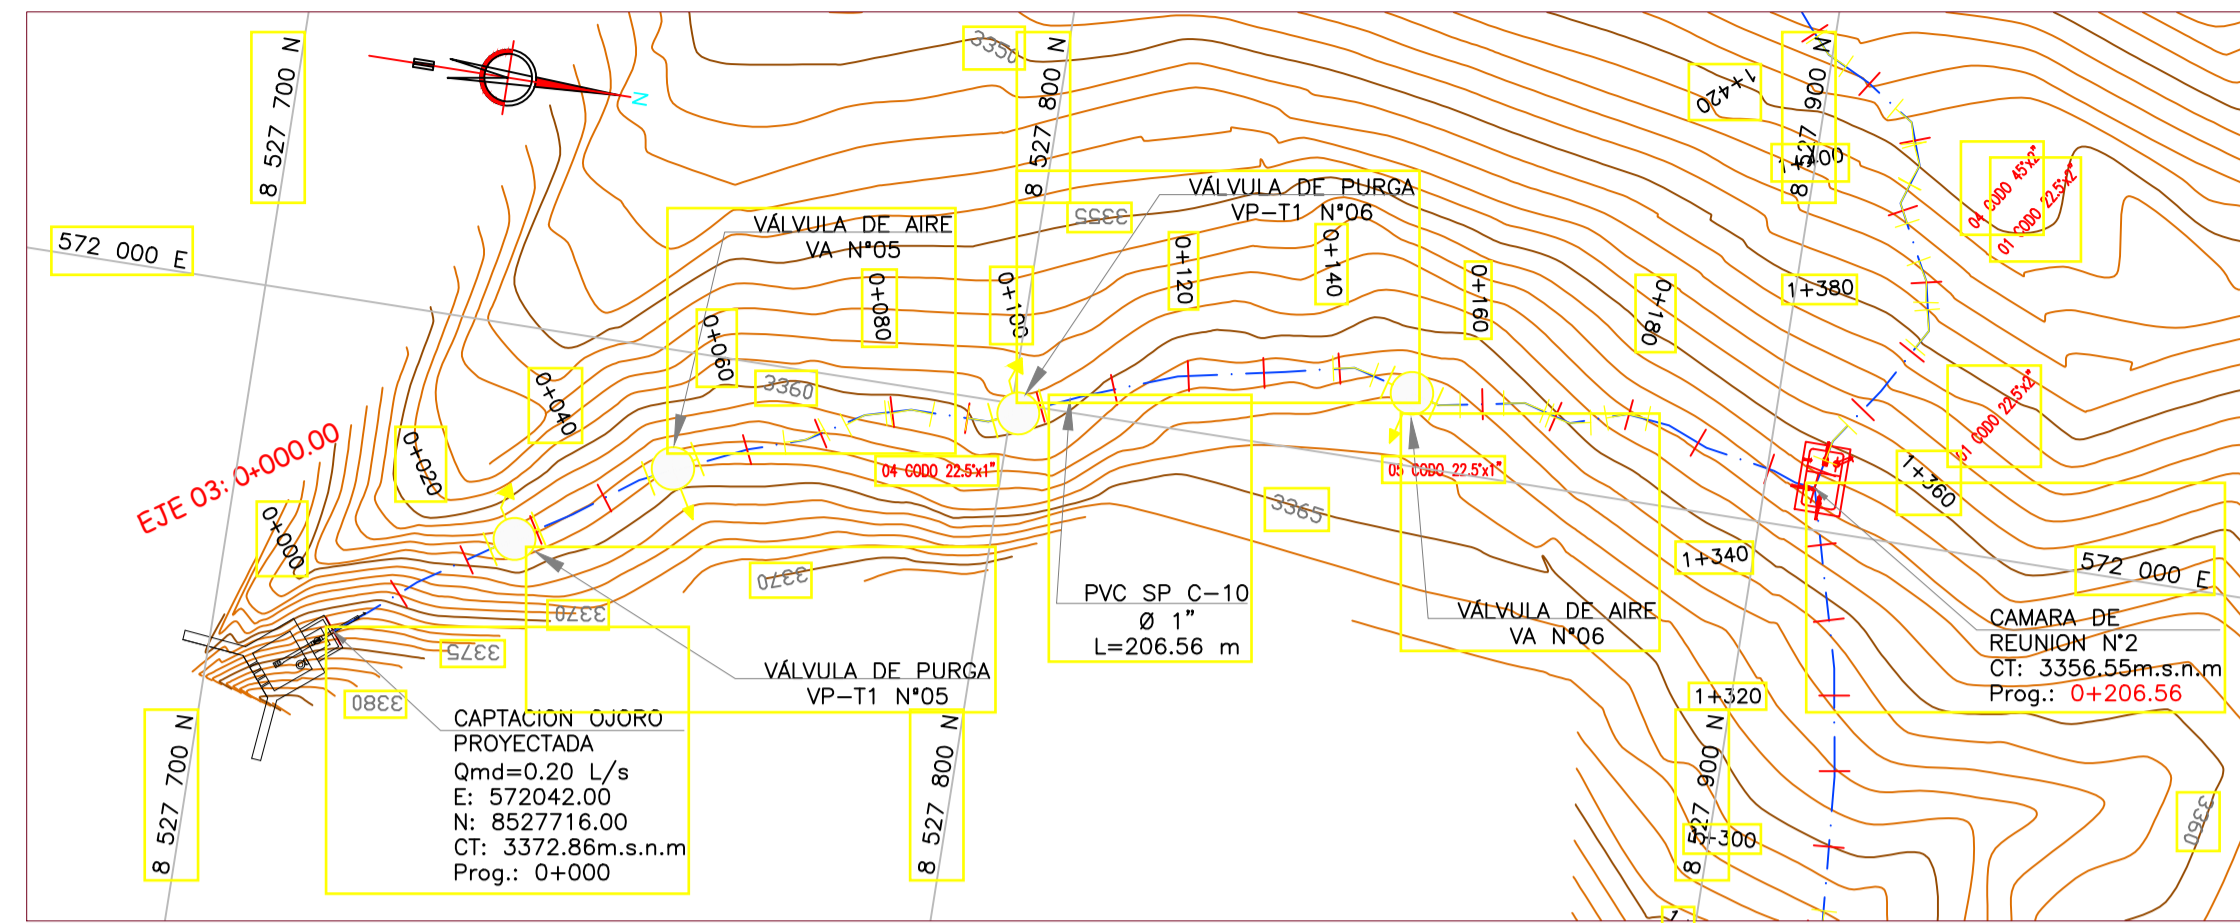 8 527 700 N
8 527 800 N
8 527 900 N
N
3350
1+420
1+400
04 CODO 45°x2"
01 CODO 22.5°x2"
572 000 E
VÁLVULA DE AIRE
VA N°05
VÁLVULA DE PURGA
VP-T1 N°06
3355
0+000
0+020
0+040
0+060
0+080
0+100
0+120
0+140
0+160
0+180
1+380
EJE 03: 0+000.00
3360
04 CODO 22.5°x1"
05 CODO 22.5°x1"
01 CODO 22.5°x2"
1+360
3365
1+340
572 000 E
3370
3370
3375
3380
PVC SP C-10
Ø 1"
L=206.56 m
VÁLVULA DE AIRE
VA N°06
CAMARA DE
REUNION N°2
CT: 3356.55m.s.n.m
Prog.: 0+206.56
VÁLVULA DE PURGA
VP-T1 N°05
CAPTACION OJORO
PROYECTADA
Qmd=0.20 L/s
E: 572042.00
N: 8527716.00
CT: 3372.86m.s.n.m
Prog.: 0+000
1+320
8 527 700 N
8 527 800 N
8 527 900 N
1+300
3360